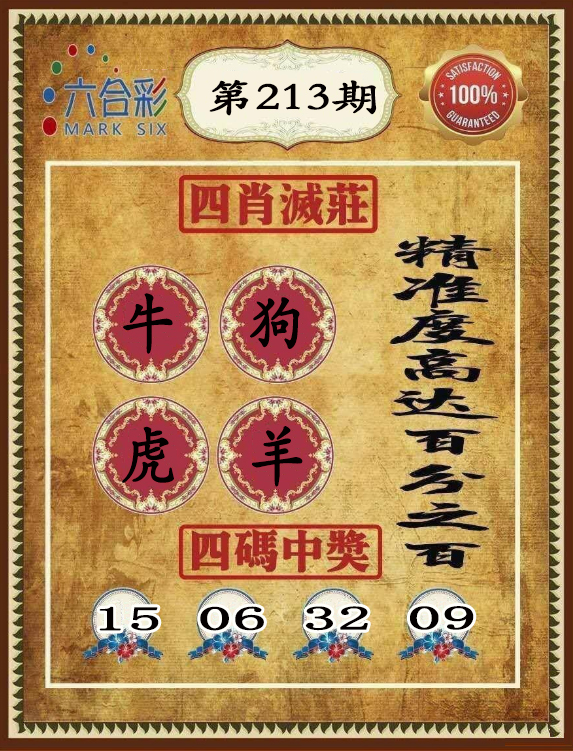 六合彩
MARK SIX
第213期
SATISFACTION
100%
GUARANTEED
四肖滅莊
牛 狗
虎 羊
精准度高达百分之百
四碼中獎
15 06 32 09